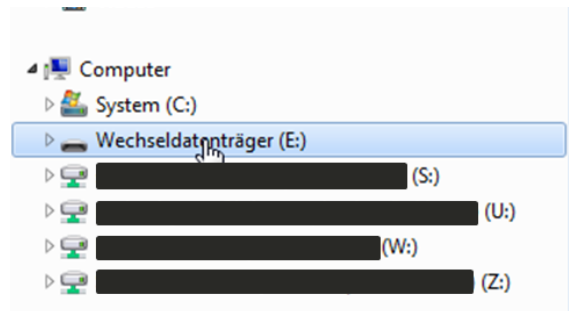 Computer
System (C:)
Wechseldatenträger (E:)
(S:)
(U:)
(W:)
(Z:)